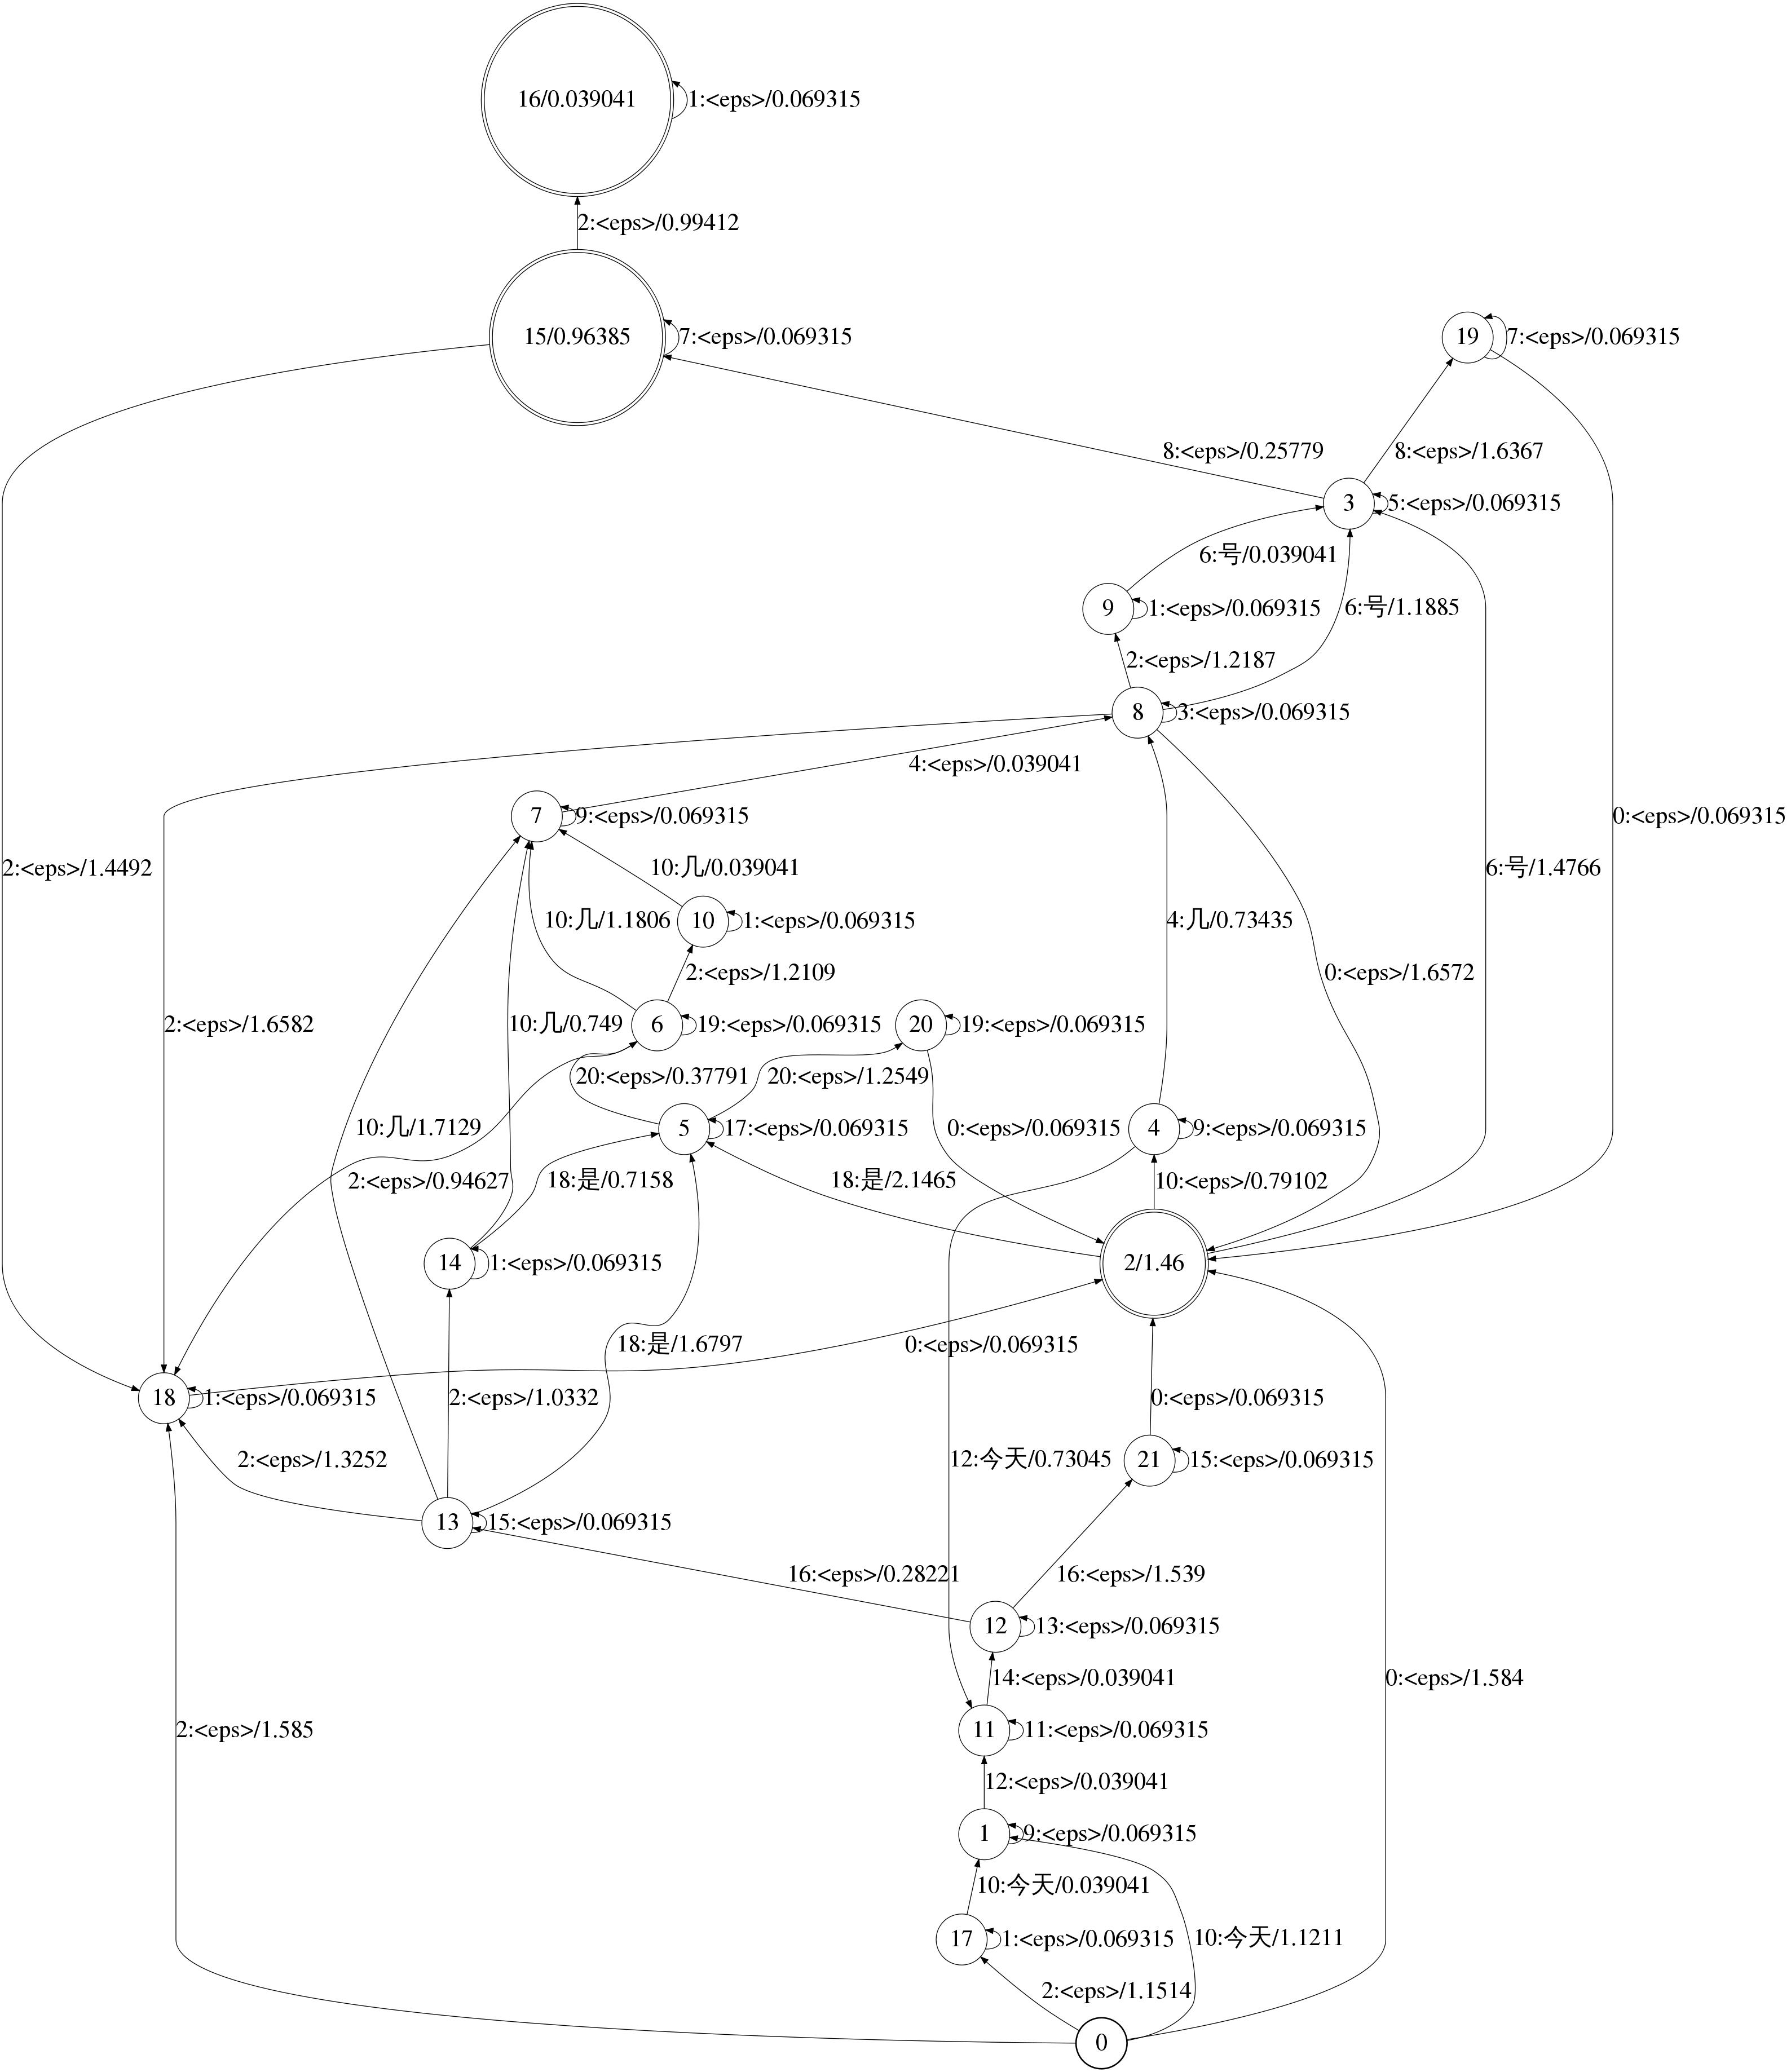 16/0.039041
1:<eps>/0.069315
2:<eps>/0.99412
15/0.96385
7:<eps>/0.069315
19
7:<eps>/0.069315
8:<eps>/0.25779
8:<eps>/1.6367
3
5:<eps>/0.069315
6:号/0.039041
9
1:<eps>/0.069315
6:号/1.1885
2:<eps>/1.2187
8
3:<eps>/0.069315
4:<eps>/0.039041
7
9:<eps>/0.069315
0:<eps>/0.069315
2:<eps>/1.4492
10:几/0.039041
6:号/1.4766
10:几/1.1806
10
1:<eps>/0.069315
4:几/0.73435
2:<eps>/1.2109
0:<eps>/1.6572
2:<eps>/1.6582
10:几/0.749
6
19:<eps>/0.069315
20
19:<eps>/0.069315
20:<eps>/0.37791
20:<eps>/1.2549
10:几/1.7129
5
17:<eps>/0.069315
0:<eps>/0.069315
4
9:<eps>/0.069315
2:<eps>/0.94627
18:是/0.7158
18:是/2.1465
10:<eps>/0.79102
14
1:<eps>/0.069315
2/1.46
18:是/1.6797
0:<eps>/0.069315
18
1:<eps>/0.069315
2:<eps>/1.0332
0:<eps>/0.069315
2:<eps>/1.3252
12:今天/0.73045
21
15:<eps>/0.069315
13
15:<eps>/0.069315
16:<eps>/0.28221
16:<eps>/1.539
12
13:<eps>/0.069315
14:<eps>/0.039041
0:<eps>/1.584
2:<eps>/1.585
11
11:<eps>/0.069315
12:<eps>/0.039041
1
9:<eps>/0.069315
10:今天/0.039041
17
1:<eps>/0.069315
10:今天/1.1211
2:<eps>/1.1514
0